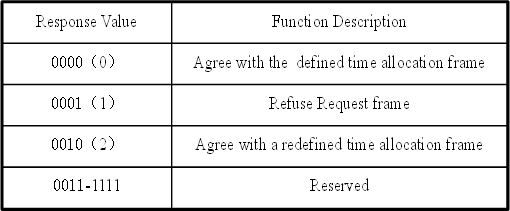 Response Value Function Description
0000（0） Agree with the defined time allocation frame
0001（1） Refuse Request frame
0010（2） Agree with a redefined time allocation frame
0011-1111 Reserved